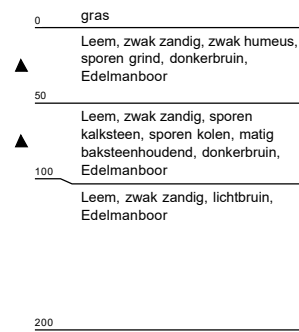 0 gras
Leem, zwak zandig, zwak humeus,
sporen grind, donkerbruin,
Edelmanboor
50
Leem, zwak zandig, sporen
kalksteen, sporen kolen, matig
baksteenhoudend, donkerbruin,
100 Edelmanboor
Leem, zwak zandig, lichtbruin,
Edelmanboor
200